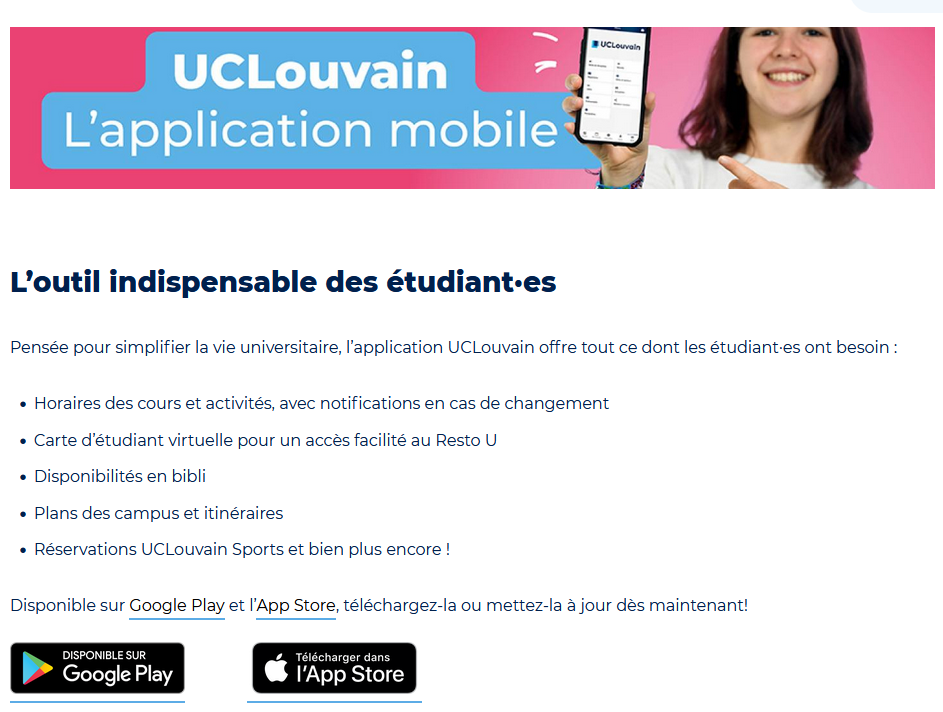 UCLouvain
L'application mobile
UCLouvain
L'outil indispensable des étudiant·es
Pensée pour simplifier la vie universitaire, l'application UCLouvain offre tout ce dont les étudiant·es ont besoin :
• Horaires des cours et activités, avec notifications en cas de changement
• Carte d'étudiant virtuelle pour un accès facilité au Resto U
• Disponibilités en bibli
• Plans des campus et itinéraires
• Réservations UCLouvain Sports et bien plus encore !
Disponible sur Google Play et l'App Store, téléchargez-la ou mettez-la à jour dès maintenant!
DISPONIBLE SUR
Google Play
Télécharger dans
l'App Store